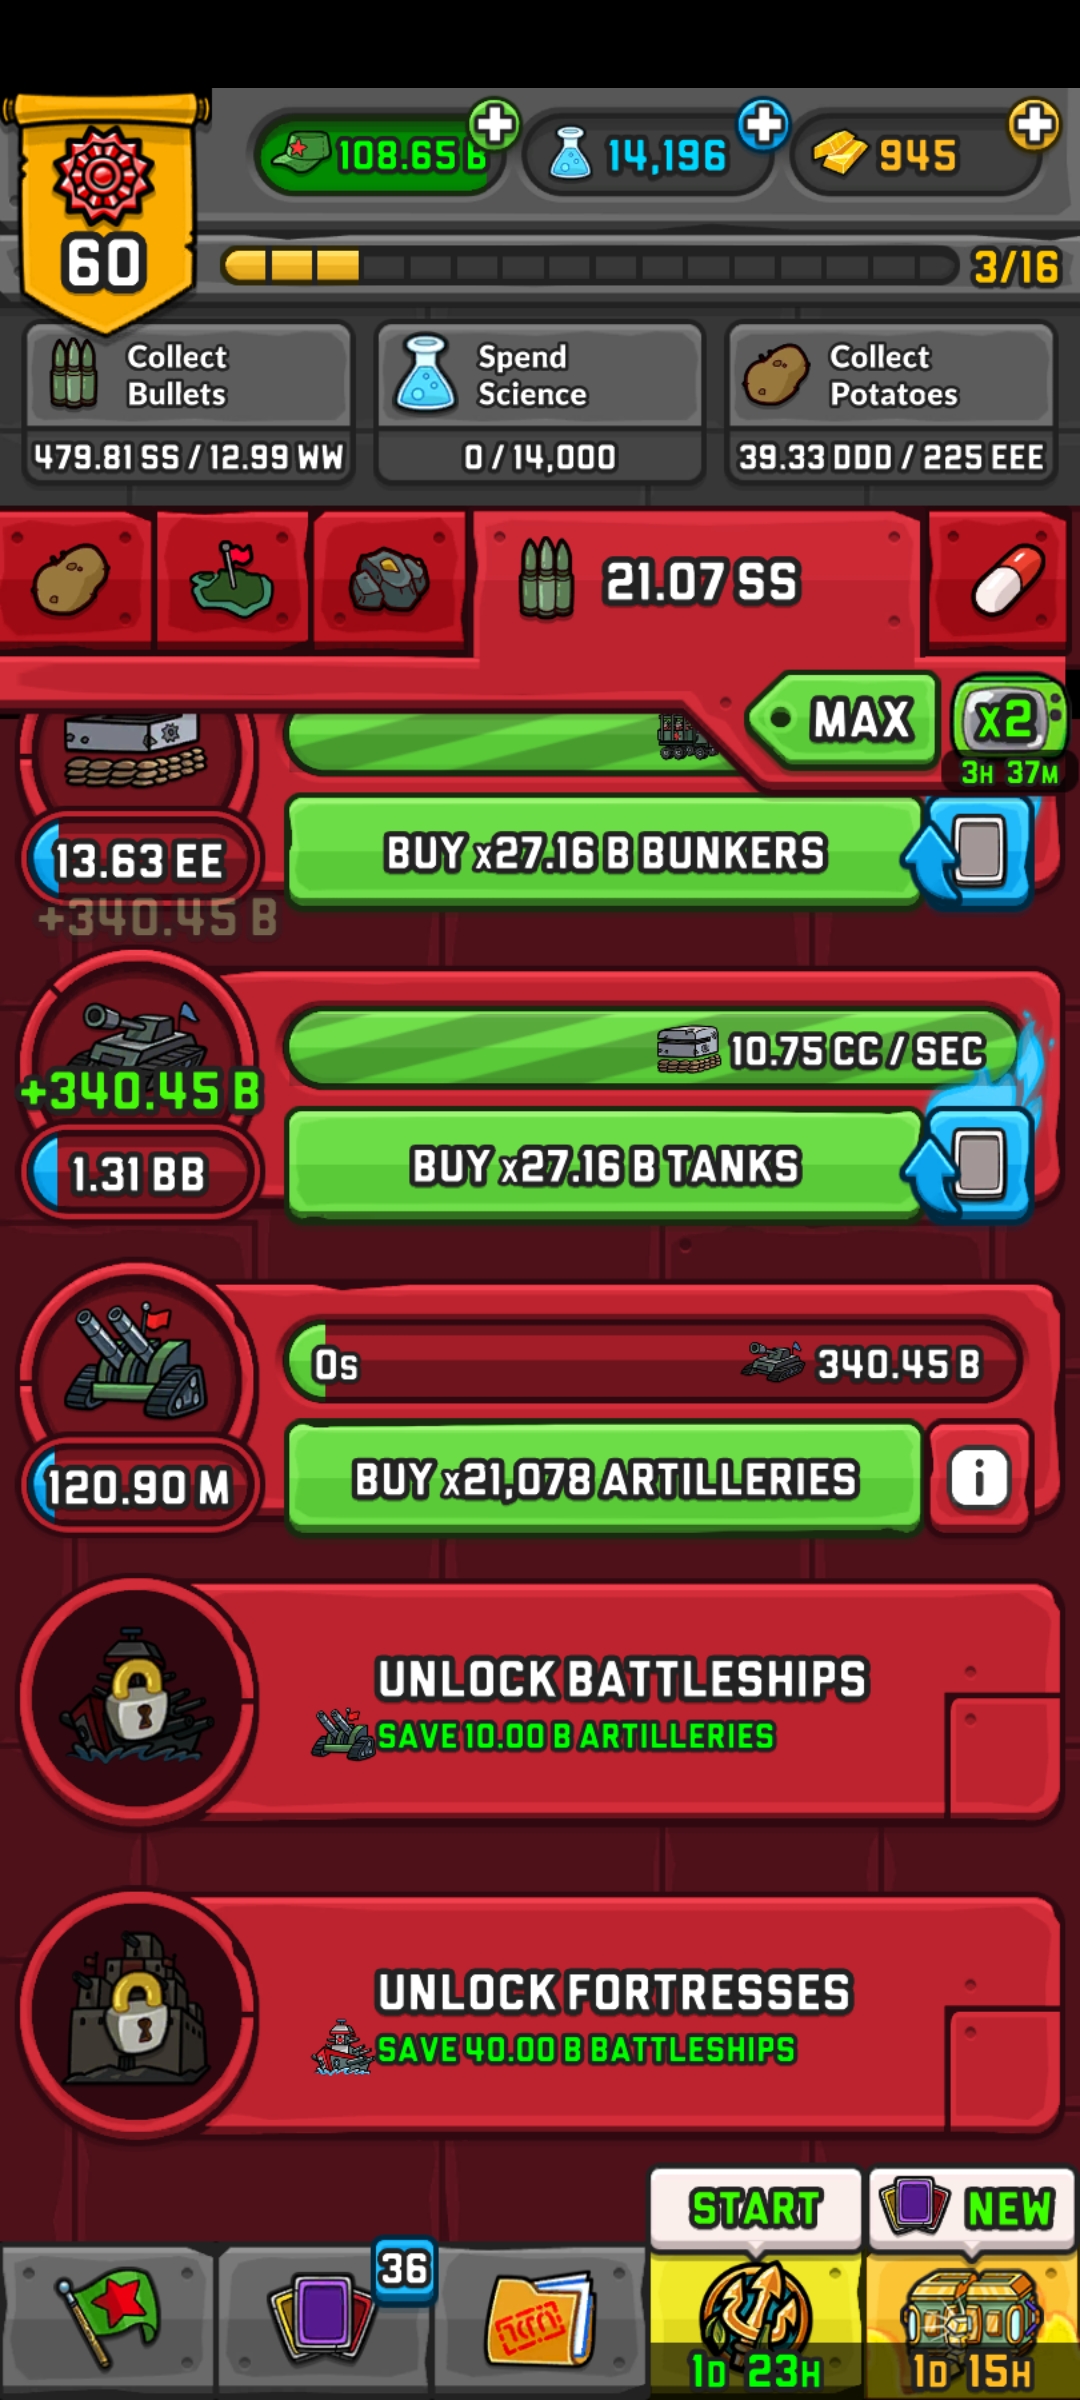 60
108.65 B
14,196
945
3/16
Collect
Bullets
479.81 SS / 12.99 WW
Spend
Science
0 / 14,000
Collect
Potatoes
39.33 DDD / 225 EEE
21.07 SS
MAX
x2
3H 37M
13.63 EE
BUY x27.16 B BUNKERS
+340.45 B
10.75 CC / SEC
+340.45 B
1.31 BB
BUY x27.16 B TANKS
0s
340.45 B
120.90 M
BUY x21,078 ARTILLERIES
i
UNLOCK BATTLESHIPS
SAVE 10.00 B ARTILLERIES
UNLOCK FORTRESSES
SAVE 40.00 B BATTLESHIPS
START
NEW
36
1D 23H
1D 15H